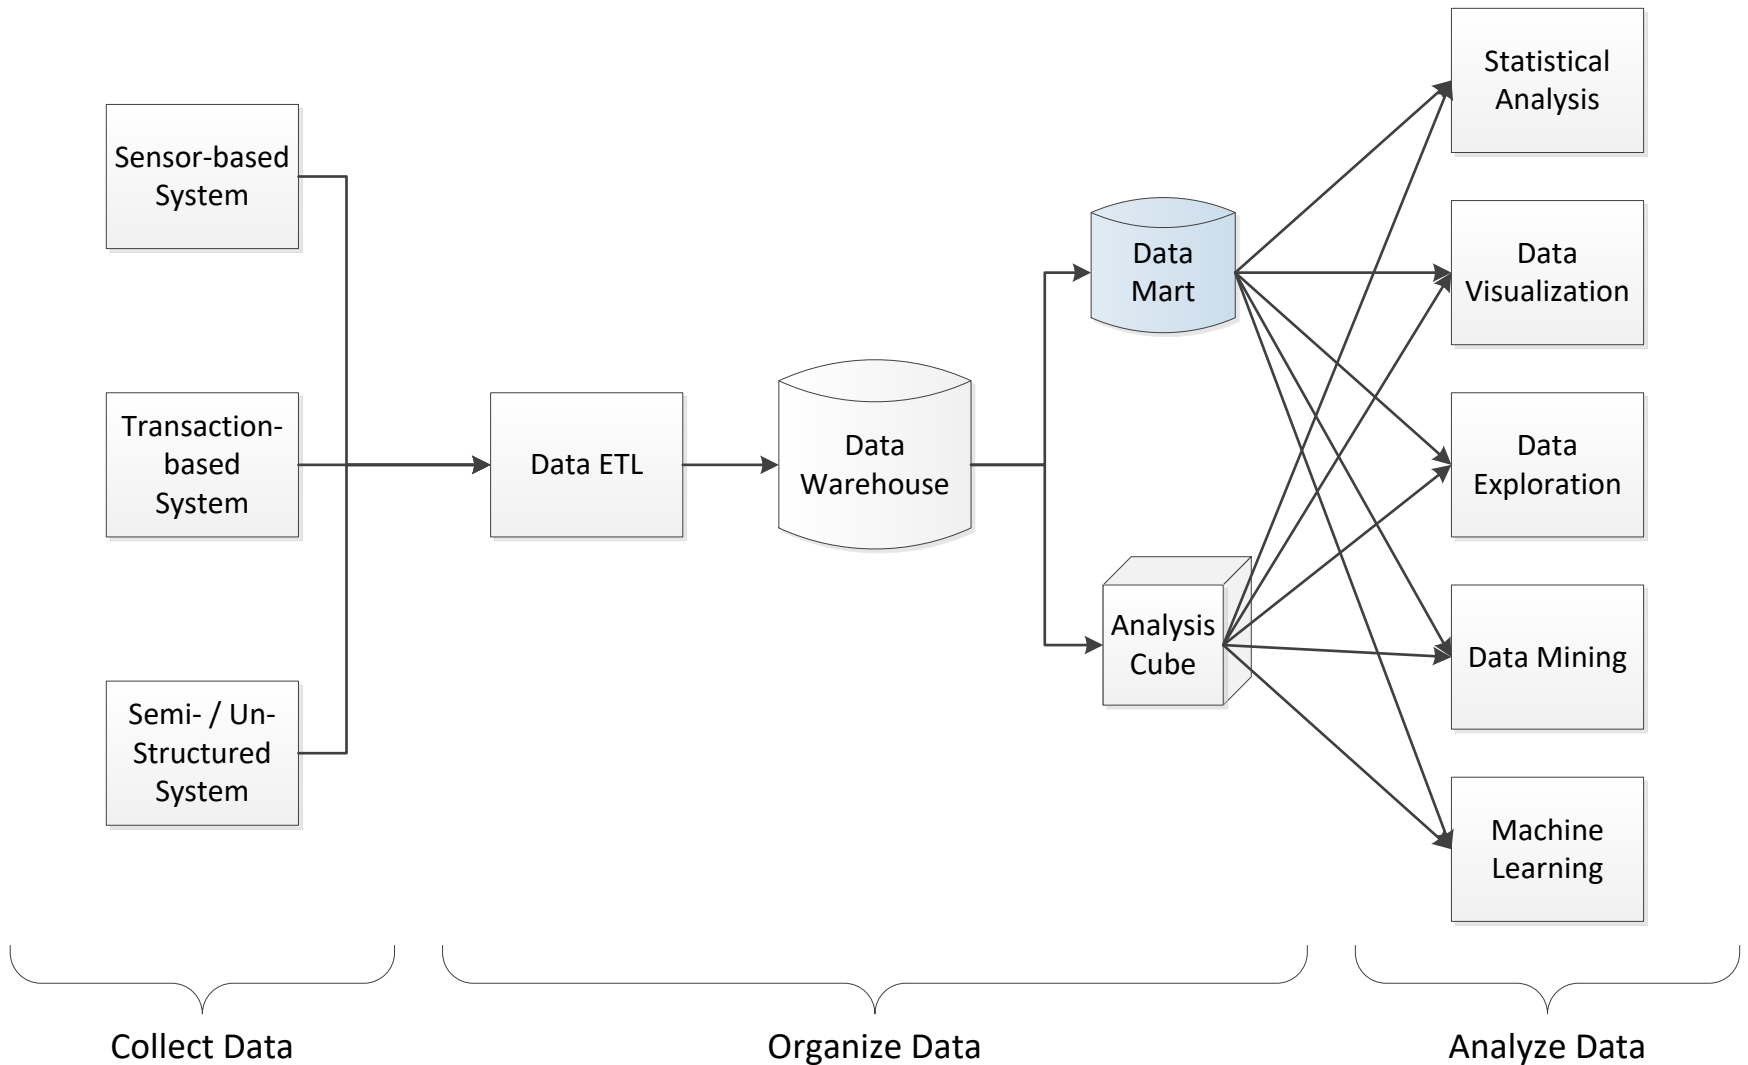 Sensor-based
System
Transaction-
based
System
Semi- / Un-
Structured
System
Data ETL
Data
Warehouse
Data
Mart
Analysis
Cube
Statistical
Analysis
Data
Visualization
Data
Exploration
Data Mining
Machine
Learning
Collect Data
Organize Data
Analyze Data